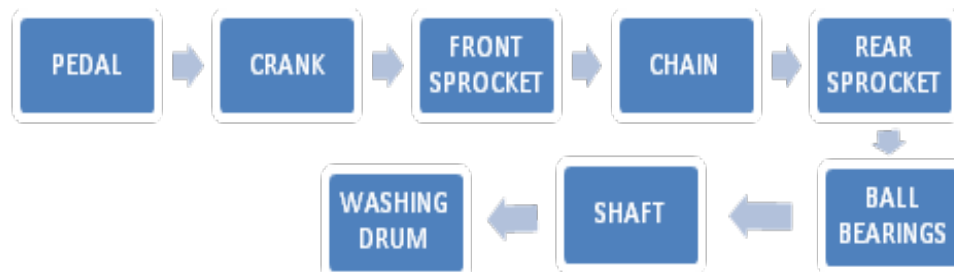 PEDAL
CRANK
FRONT
SPROCKET
CHAIN
REAR
SPROCKET
BALL
BEARINGS
SHAFT
WASHING
DRUM